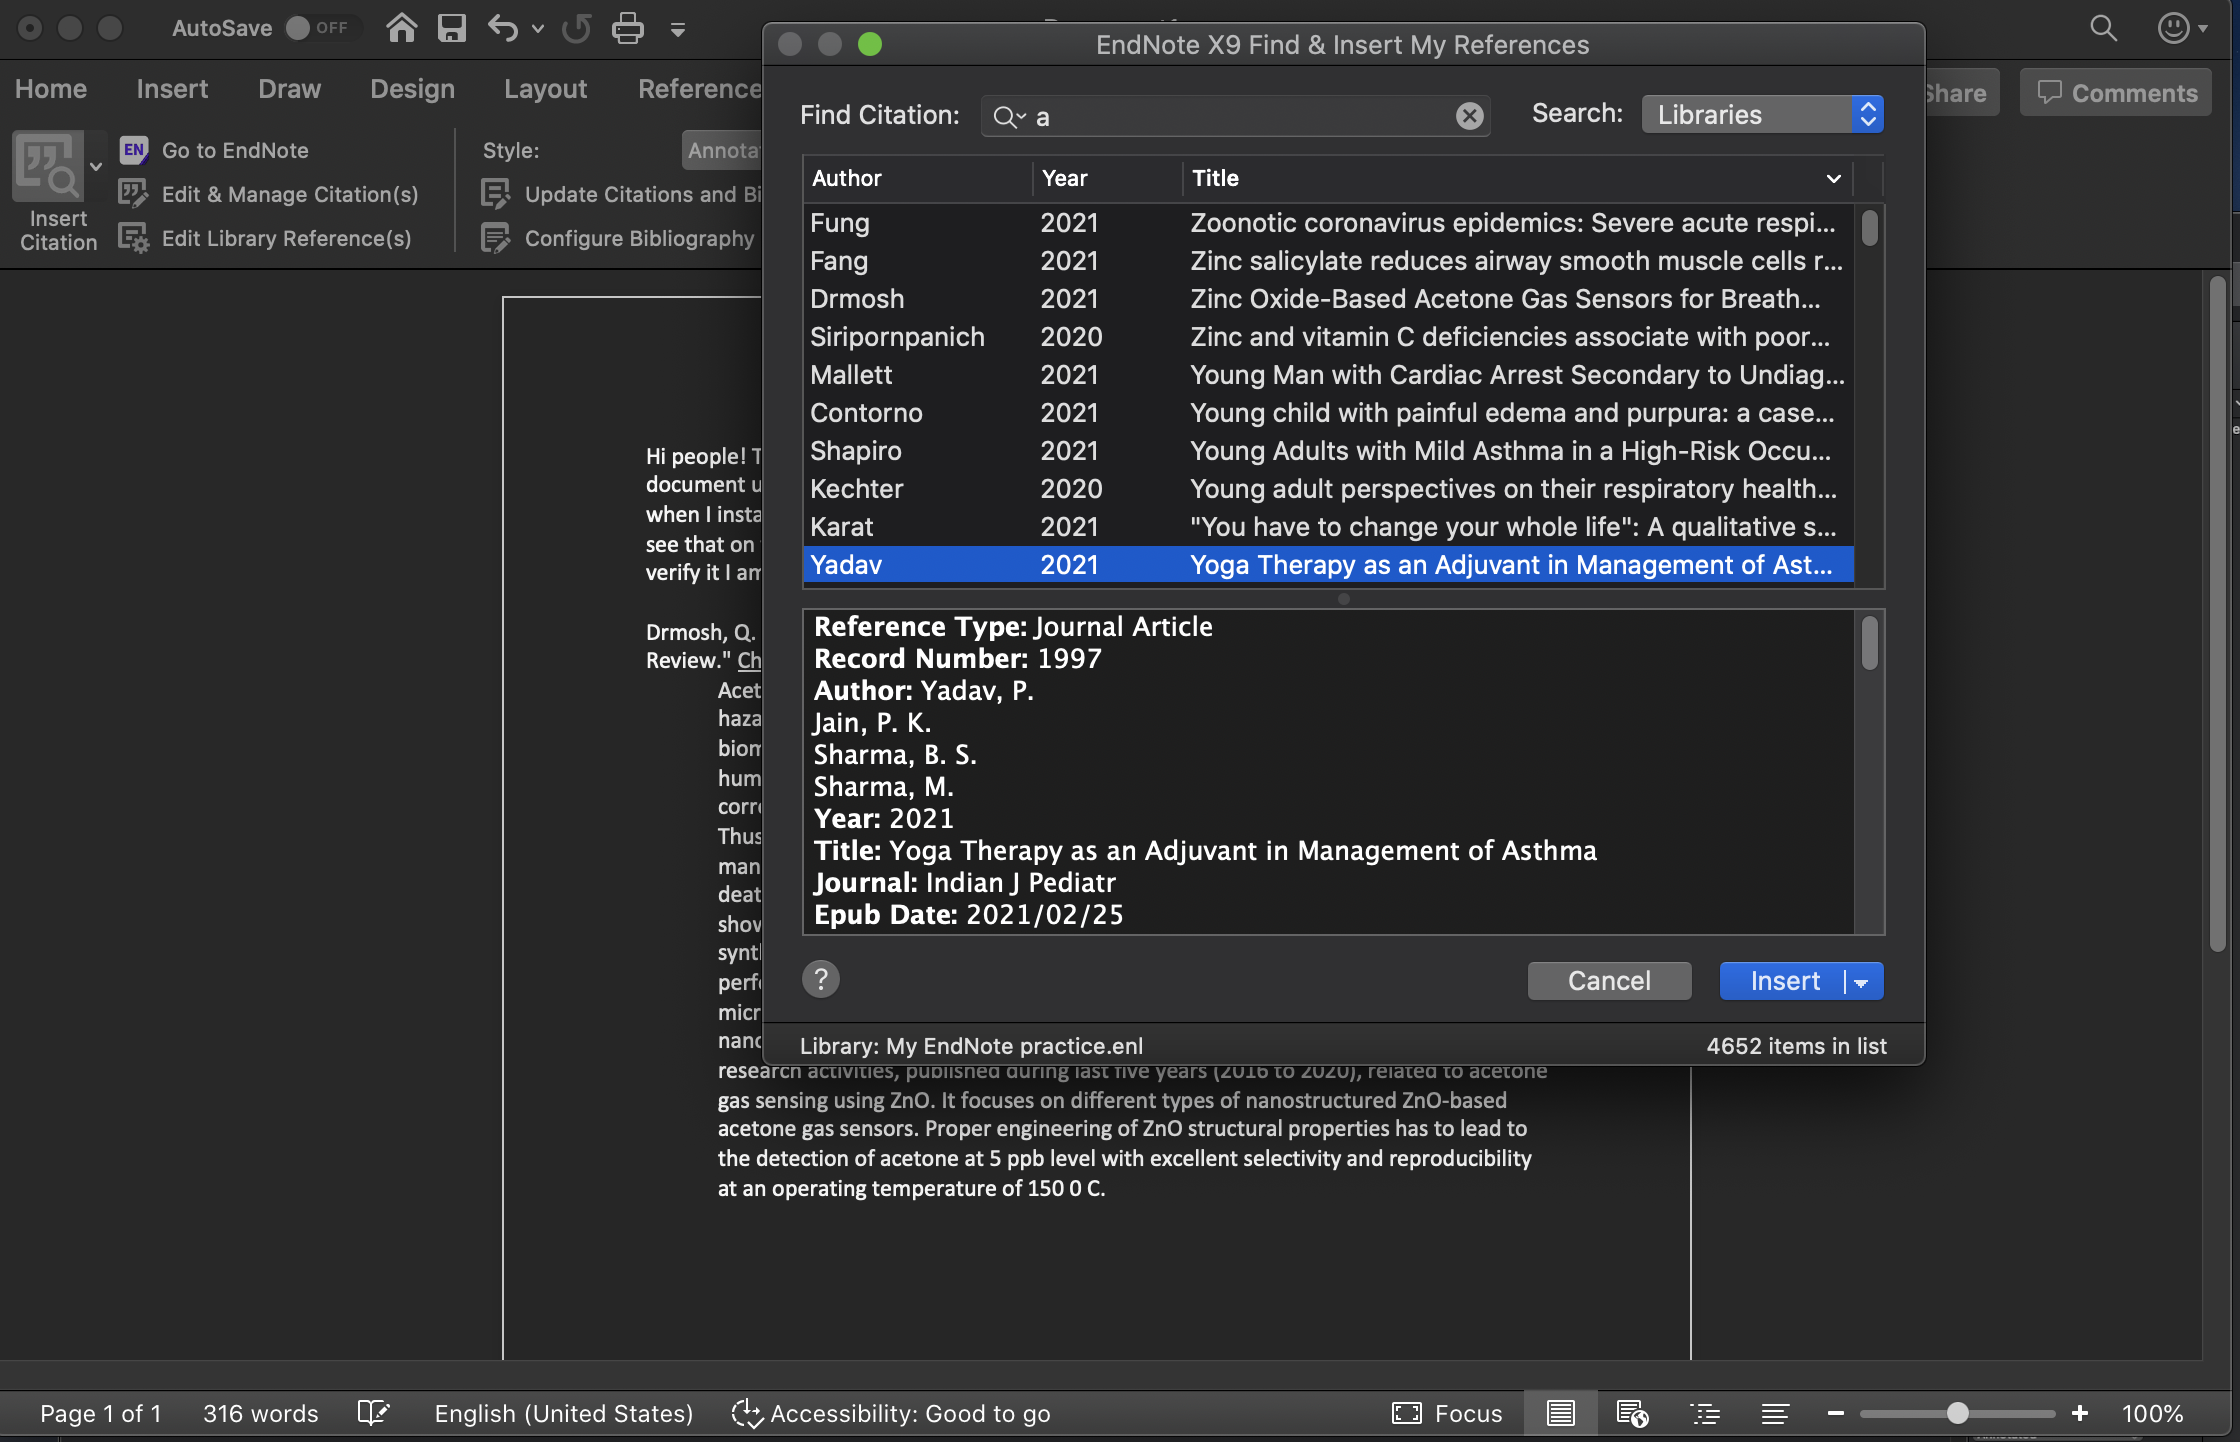 AutoSave OFF
EndNote X9 Find & Insert My References
Home Insert Draw Design Layout Reference
Share Comments
Insert Citation
EN Go to EndNote
Edit & Manage Citation(s)
Edit Library Reference(s)
Style: Annota
Update Citations and Bi
Configure Bibliography
Find Citation: a Search: Libraries
Author Year Title
Fung 2021 Zoonotic coronavirus epidemics: Severe acute respi...
Fang 2021 Zinc salicylate reduces airway smooth muscle cells r...
Drmosh 2021 Zinc Oxide-Based Acetone Gas Sensors for Breath...
Siripornpanich 2020 Zinc and vitamin C deficiencies associate with poor...
Mallett 2021 Young Man with Cardiac Arrest Secondary to Undiag...
Contorno 2021 Young child with painful edema and purpura: a case...
Shapiro 2021 Young Adults with Mild Asthma in a High-Risk Occu...
Kechter 2020 Young adult perspectives on their respiratory health...
Karat 2021 "You have to change your whole life": A qualitative s...
Yadav 2021 Yoga Therapy as an Adjuvant in Management of Ast...
Reference Type: Journal Article
Record Number: 1997
Author: Yadav, P.
Jain, P. K.
Sharma, B. S.
Sharma, M.
Year: 2021
Title: Yoga Therapy as an Adjuvant in Management of Asthma
Journal: Indian J Pediatr
Epub Date: 2021/02/25
? Cancel Insert
Library: My EndNote practice.enl 4652 items in list
Hi people! T
document u
when I insta
see that on
verify it I am
Drmosh, Q.
Review." Ch
Acet
haza
biom
hum
corre
Thus
man
deat
show
synt
perf
micr
nano
research activities, published during last five years (2016 to 2020), related to acetone
gas sensing using ZnO. It focuses on different types of nanostructured ZnO-based
acetone gas sensors. Proper engineering of ZnO structural properties has to lead to
the detection of acetone at 5 ppb level with excellent selectivity and reproducibility
at an operating temperature of 150 0 C.
Page 1 of 1 316 words English (United States) Accessibility: Good to go Focus 100%